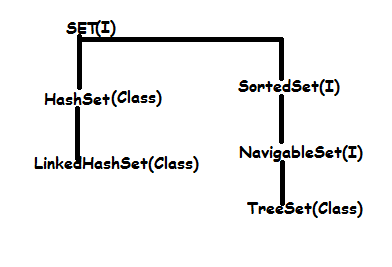 SET(I)
SortedSet(I)
HashSet(Class)
NavigableSet(I)
LinkedHashSet(Class)
TreeSet(Class)